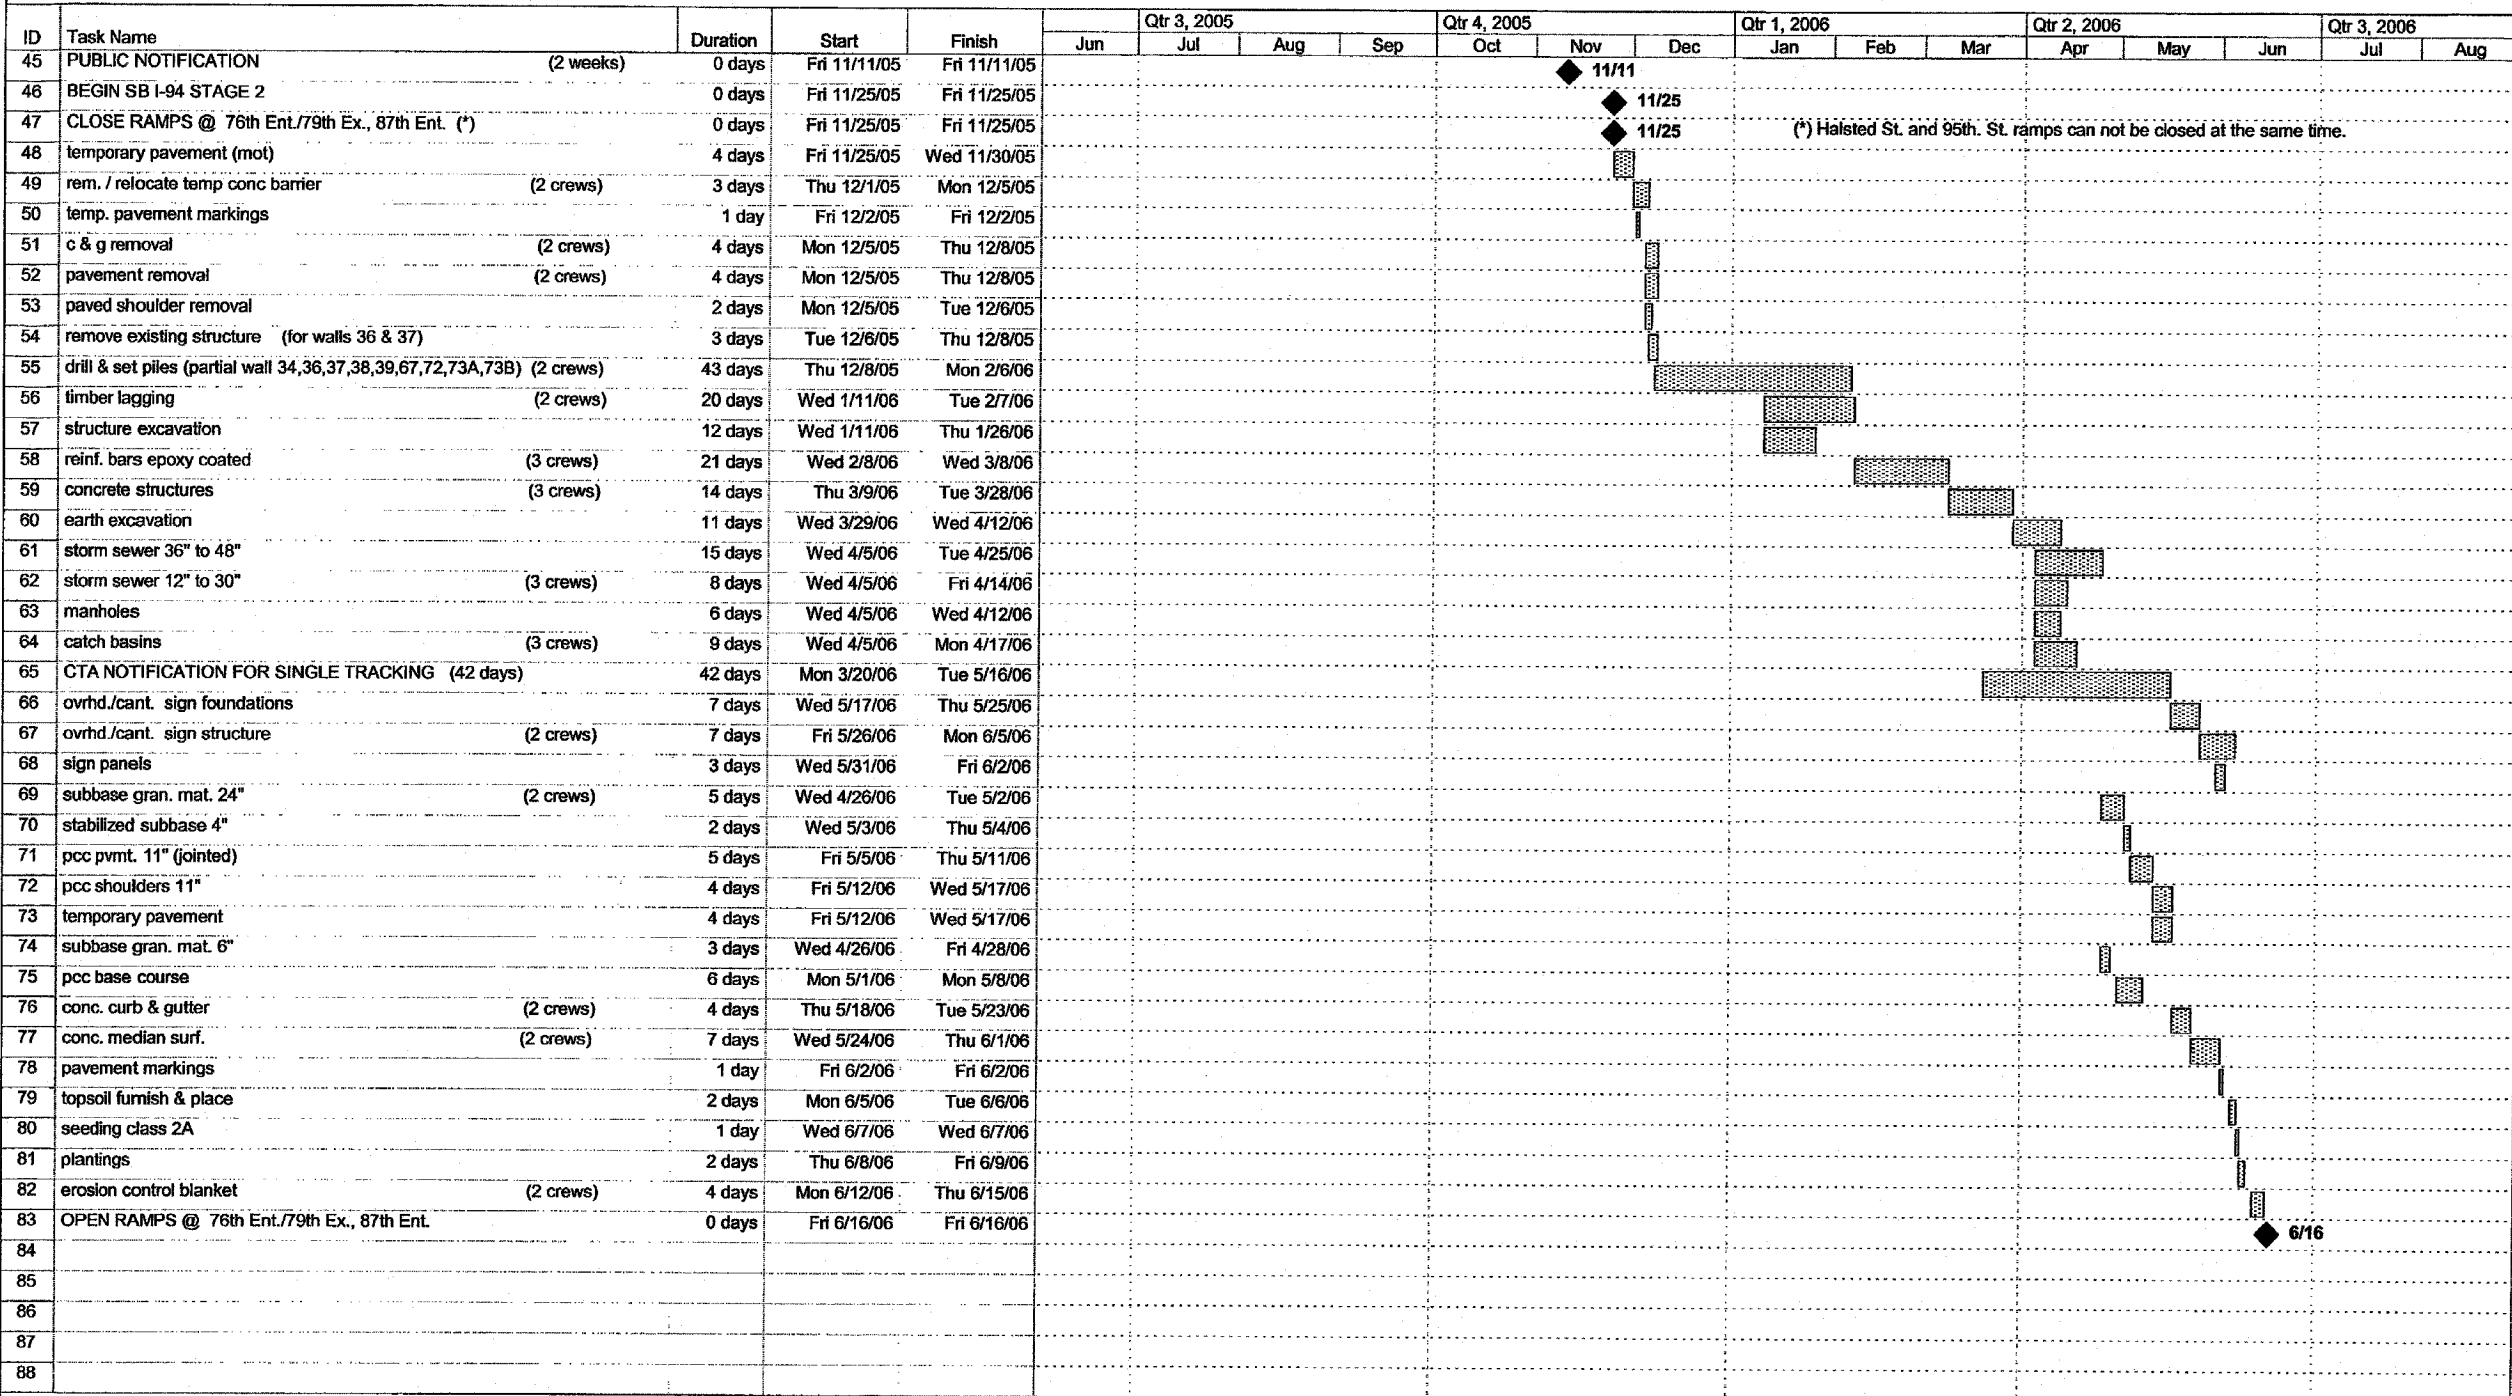 Qtr 3, 2005 Qtr 4, 2005 Qtr 1, 2006 Qtr 2, 2006 Qtr 3, 2006
ID Task Name Duration Start Finish Jun Jul Aug Sep Oct Nov Dec Jan Feb Mar Apr May Jun Jul Aug
45 PUBLIC NOTIFICATION (2 weeks) 0 days Fri 11/11/05 Fri 11/11/05 11/11
46 BEGIN SB I-94 STAGE 2 0 days Fri 11/25/05 Fri 11/25/05 11/25
47 CLOSE RAMPS @ 76th Ent./79th Ex., 87th Ent. (*) 0 days Fri 11/25/05 Fri 11/25/05 11/25 (*) Halsted St. and 95th. St. ramps can not be closed at the same time.
48 temporary pavement (mot) 4 days Fri 11/25/05 Wed 11/30/05
49 rem. / relocate temp conc barrier (2 crews) 3 days Thu 12/1/05 Mon 12/5/05
50 temp. pavement markings 1 day Fri 12/2/05 Fri 12/2/05
51 c & g removal (2 crews) 4 days Mon 12/5/05 Thu 12/8/05
52 pavement removal (2 crews) 4 days Mon 12/5/05 Thu 12/8/05
53 paved shoulder removal 2 days Mon 12/5/05 Tue 12/6/05
54 remove existing structure (for walls 36 & 37) 3 days Tue 12/6/05 Thu 12/8/05
55 drill & set piles (partial wall 34,36,37,38,39,67,72,73A,73B) (2 crews) 43 days Thu 12/8/05 Mon 2/6/06
56 timber lagging (2 crews) 20 days Wed 1/11/06 Tue 2/7/06
57 structure excavation 12 days Wed 1/11/06 Thu 1/26/06
58 reinf. bars epoxy coated (3 crews) 21 days Wed 2/8/06 Wed 3/8/06
59 concrete structures (3 crews) 14 days Thu 3/9/06 Tue 3/28/06
60 earth excavation 11 days Wed 3/29/06 Wed 4/12/06
61 storm sewer 36" to 48" 15 days Wed 4/5/06 Tue 4/25/06
62 storm sewer 12" to 30" (3 crews) 8 days Wed 4/5/06 Fri 4/14/06
63 manholes 6 days Wed 4/5/06 Wed 4/12/06
64 catch basins (3 crews) 9 days Wed 4/5/06 Mon 4/17/06
65 CTA NOTIFICATION FOR SINGLE TRACKING (42 days) 42 days Mon 3/20/06 Tue 5/16/06
66 ovrhd./cant. sign foundations 7 days Wed 5/17/06 Thu 5/25/06
67 ovrhd./cant. sign structure (2 crews) 7 days Fri 5/26/06 Mon 6/5/06
68 sign panels 3 days Wed 5/31/06 Fri 6/2/06
69 subbase gran. mat. 24" (2 crews) 5 days Wed 4/26/06 Tue 5/2/06
70 stabilized subbase 4" 2 days Wed 5/3/06 Thu 5/4/06
71 pcc pvmt. 11" (jointed) 5 days Fri 5/5/06 Thu 5/11/06
72 pcc shoulders 11" 4 days Fri 5/12/06 Wed 5/17/06
73 temporary pavement 4 days Fri 5/12/06 Wed 5/17/06
74 subbase gran. mat. 6" 3 days Wed 4/26/06 Fri 4/28/06
75 pcc base course 6 days Mon 5/1/06 Mon 5/8/06
76 conc. curb & gutter (2 crews) 4 days Thu 5/18/06 Tue 5/23/06
77 conc. median surf. (2 crews) 7 days Wed 5/24/06 Thu 6/1/06
78 pavement markings 1 day Fri 6/2/06 Fri 6/2/06
79 topsoil furnish & place 2 days Mon 6/5/06 Tue 6/6/06
80 seeding class 2A 1 day Wed 6/7/06 Wed 6/7/06
81 plantings 2 days Thu 6/8/06 Fri 6/9/06
82 erosion control blanket (2 crews) 4 days Mon 6/12/06 Thu 6/15/06
83 OPEN RAMPS @ 76th Ent./79th Ex., 87th Ent. 0 days Fri 6/16/06 Fri 6/16/06 6/16
84
85
86
87
88